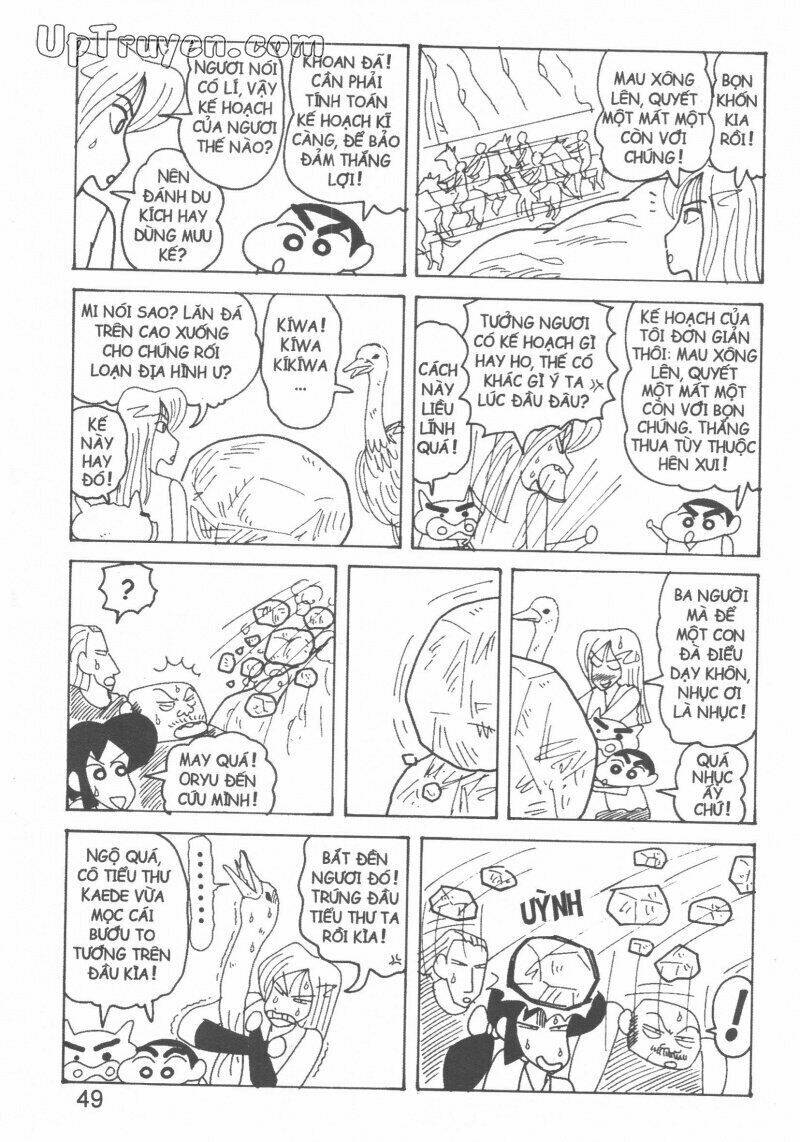 UpTruyen.com
BỌN
KHỐN
KIA
RỒI!
MAU XÔNG
LÊN, QUYẾT
MỘT MẤT MỘT
CÒN VỚI
CHÚNG!
KHOAN ĐÃ!
CẦN PHẢI
TÍNH TOÁN
KẾ HOẠCH KĨ
CÀNG, ĐỂ BẢO
ĐẢM THẮNG
LỢI!
NGƯƠI NÓI
CÓ LÍ, VẬY
KẾ HOẠCH
CỦA NGƯƠI
THẾ NÀO?
NÊN
ĐÁNH DU
KÍCH HAY
DÙNG MƯU
KẾ?
KẾ HOẠCH CỦA
TÔI ĐƠN GIẢN
THÔI: MAU XÔNG
LÊN, QUYẾT
MỘT MẤT MỘT
CÒN VỚI BỌN
CHÚNG. THẮNG
THUA TÙY THUỘC
HÊN XUI!
TƯỞNG NGƯƠI
CÓ KẾ HOẠCH GÌ
HAY HO, THẾ CÓ
KHÁC GÌ Ý TA
LÚC ĐẦU ĐÂU?
CÁCH
NÀY
LIỀU
LĨNH
QUÁ!
KÍWA!
KÍWA
KÍKÍWA
...
MI NÓI SAO? LĂN ĐÁ
TRÊN CAO XUỐNG
CHO CHÚNG RỐI
LOẠN ĐỊA HÌNH Ư?
KẾ
NÀY
HAY
ĐÓ!
BA NGƯỜI
MÀ ĐỂ
MỘT CON
ĐÀ ĐIỂU
DẠY KHÔN,
NHỤC ƠI
LÀ NHỤC!
QUÁ
NHỤC
ẤY
CHỨ!
?
MAY QUÁ!
ORYU ĐẾN
CỨU MÌNH!
UỲNH
!
BẮT ĐỀN
NGƯƠI ĐÓ!
TRÚNG ĐẦU
TIỂU THƯ TA
RỒI KÌA!
......
NGỘ QUÁ,
CÔ TIỂU THƯ
KAEDE VỪA
MỌC CÁI
BƯỚU TO
TƯỚNG TRÊN
ĐẦU KÌA!
49